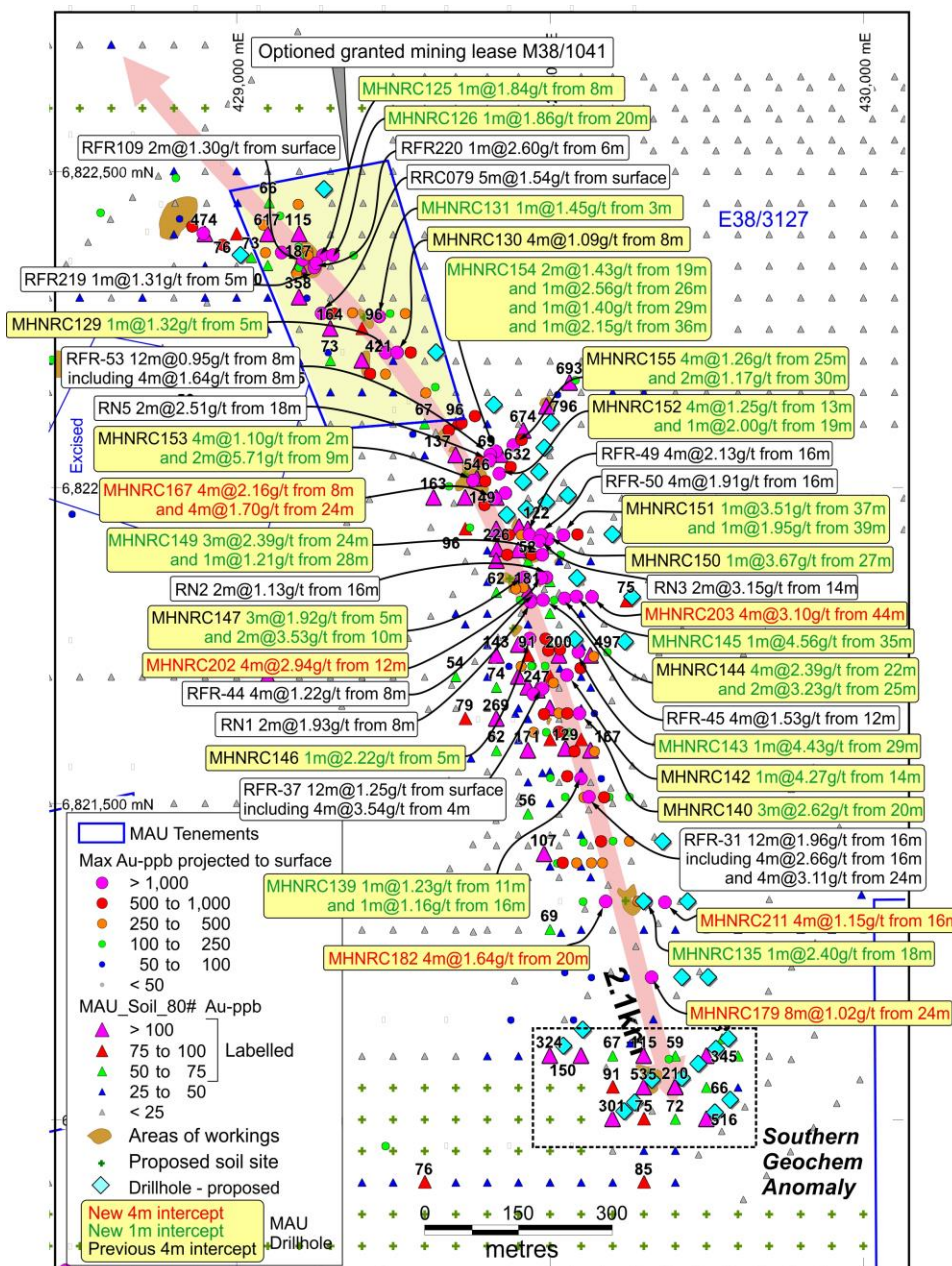 429,000 mE
430,000 mE
Optioned granted mining lease M38/1041
MHNRC125 1m@1.84g/t from 8m
MHNRC126 1m@1.86g/t from 20m
RFR109 2m@1.30g/t from surface
RFR220 1m@2.60g/t from 6m
6,822,500 mN
RRC079 5m@1.54g/t from surface
66
MHNRC131 1m@1.45g/t from 3m
E38/3127
474
617
115
MHNRC130 4m@1.09g/t from 8m
76
73
187
MHNRC154 2m@1.43g/t from 19m
and 1m@2.56g/t from 26m
and 1m@1.40g/t from 29m
and 1m@2.15g/t from 36m
RFR219 1m@1.31g/t from 5m
358
MHNRC129 1m@1.32g/t from 5m
164
96
73
421
RFR-53 12m@0.95g/t from 8m
including 4m@1.64g/t from 8m
693
MHNRC155 4m@1.26g/t from 25m
and 2m@1.17g/t from 30m
Excised
RN5 2m@2.51g/t from 18m
67
96
674
796
MHNRC152 4m@1.25g/t from 13m
and 1m@2.00g/t from 19m
MHNRC153 4m@1.10g/t from 2m
and 2m@5.71g/t from 9m
137
69
632
RFR-49 4m@2.13g/t from 16m
546
RFR-50 4m@1.91g/t from 16m
MHNRC167 4m@2.16g/t from 8m
and 4m@1.70g/t from 24m
163
149
6,822
122
MHNRC151 1m@3.51g/t from 37m
and 1m@1.95g/t from 39m
MHNRC149 3m@2.39g/t from 24m
and 1m@1.21g/t from 28m
96
226
52
MHNRC150 1m@3.67g/t from 27m
RN2 2m@1.13g/t from 16m
62
181
75
RN3 2m@3.15g/t from 14m
MHNRC147 3m@1.92g/t from 5m
and 2m@3.53g/t from 10m
MHNRC203 4m@3.10g/t from 44m
MHNRC145 1m@4.56g/t from 35m
MHNRC202 4m@2.94g/t from 12m
143
91
200
497
54
MHNRC144 4m@2.39g/t from 22m
and 2m@3.23g/t from 25m
RFR-44 4m@1.22g/t from 8m
74
247
RN1 2m@1.93g/t from 8m
79
269
RFR-45 4m@1.53g/t from 12m
MHNRC143 1m@4.43g/t from 29m
MHNRC146 1m@2.22g/t from 5m
62
171
129
167
MHNRC142 1m@4.27g/t from 14m
RFR-37 12m@1.25g/t from surface
including 4m@3.54g/t from 4m
56
MHNRC140 3m@2.62g/t from 20m
6,821,500 mN
107
RFR-31 12m@1.96g/t from 16m
including 4m@2.66g/t from 16m
and 4m@3.11g/t from 24m
MHNRC139 1m@1.23g/t from 11m
and 1m@1.16g/t from 16m
69
MHNRC211 4m@1.15g/t from 16m
MHNRC182 4m@1.64g/t from 20m
MHNRC135 1m@2.40g/t from 18m
2.1km
MHNRC179 8m@1.02g/t from 24m
324
150
67
115
59
345
91
535
210
66
301
75
72
516
Southern
Geochem
Anomaly
76
85
MAU Tenements
Max Au-ppb projected to surface
> 1,000
500 to 1,000
250 to 500
100 to 250
50 to 100
< 50
MAU_Soil_80# Au-ppb
> 100
75 to 100
50 to 75
Labelled
25 to 50
< 25
Areas of workings
Proposed soil site
Drillhole - proposed
New 4m intercept
New 1m intercept
Previous 4m intercept
MAU
Drillhole
0 150 300
metres